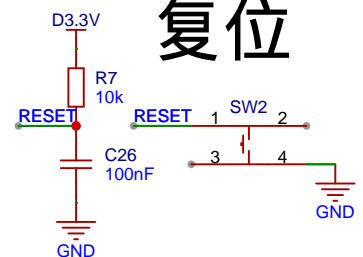 复位
D3.3V
R7
10k
RESET
C26
100nF
GND
RESET
SW2
1
2
3
4
GND